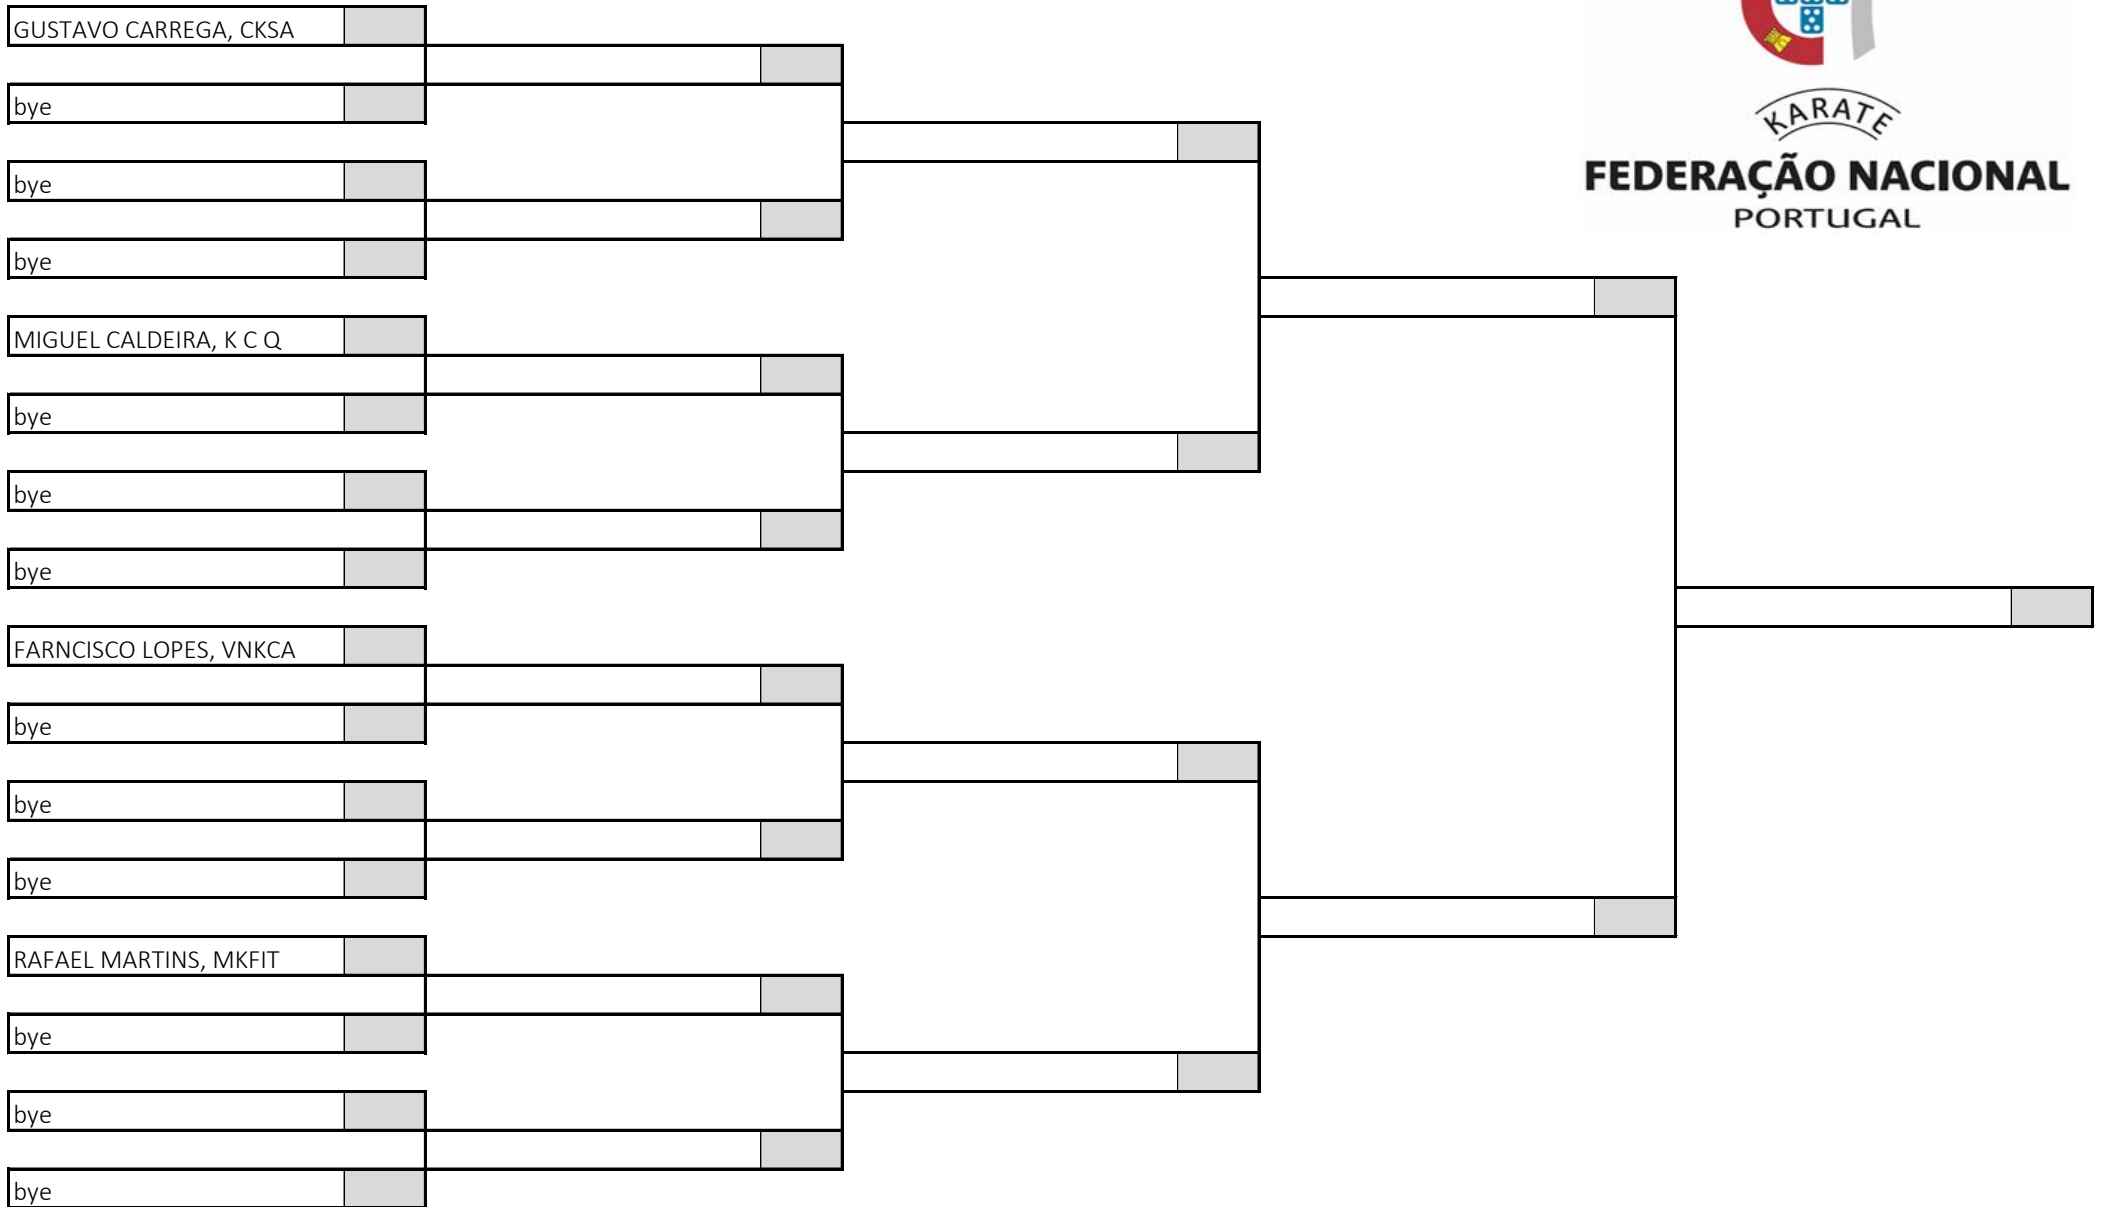 GUSTAVO CARREGA, CKSA
bye
bye
bye
MIGUEL CALDEIRA, K C Q
bye
bye
bye
FARNCISCO LOPES, VNKCA
bye
bye
bye
RAFAEL MARTINS, MKFIT
bye
bye
bye
KARATE
FEDERAÇÃO NACIONAL
PORTUGAL